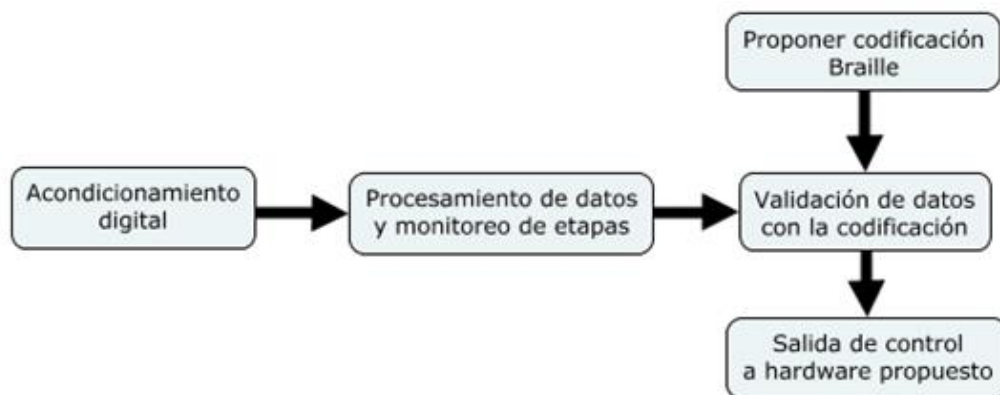 Proponer codificación
Braille
Acondicionamiento
digital
Procesamiento de datos
y monitoreo de etapas
Validación de datos
con la codificación
Salida de control
a hardware propuesto